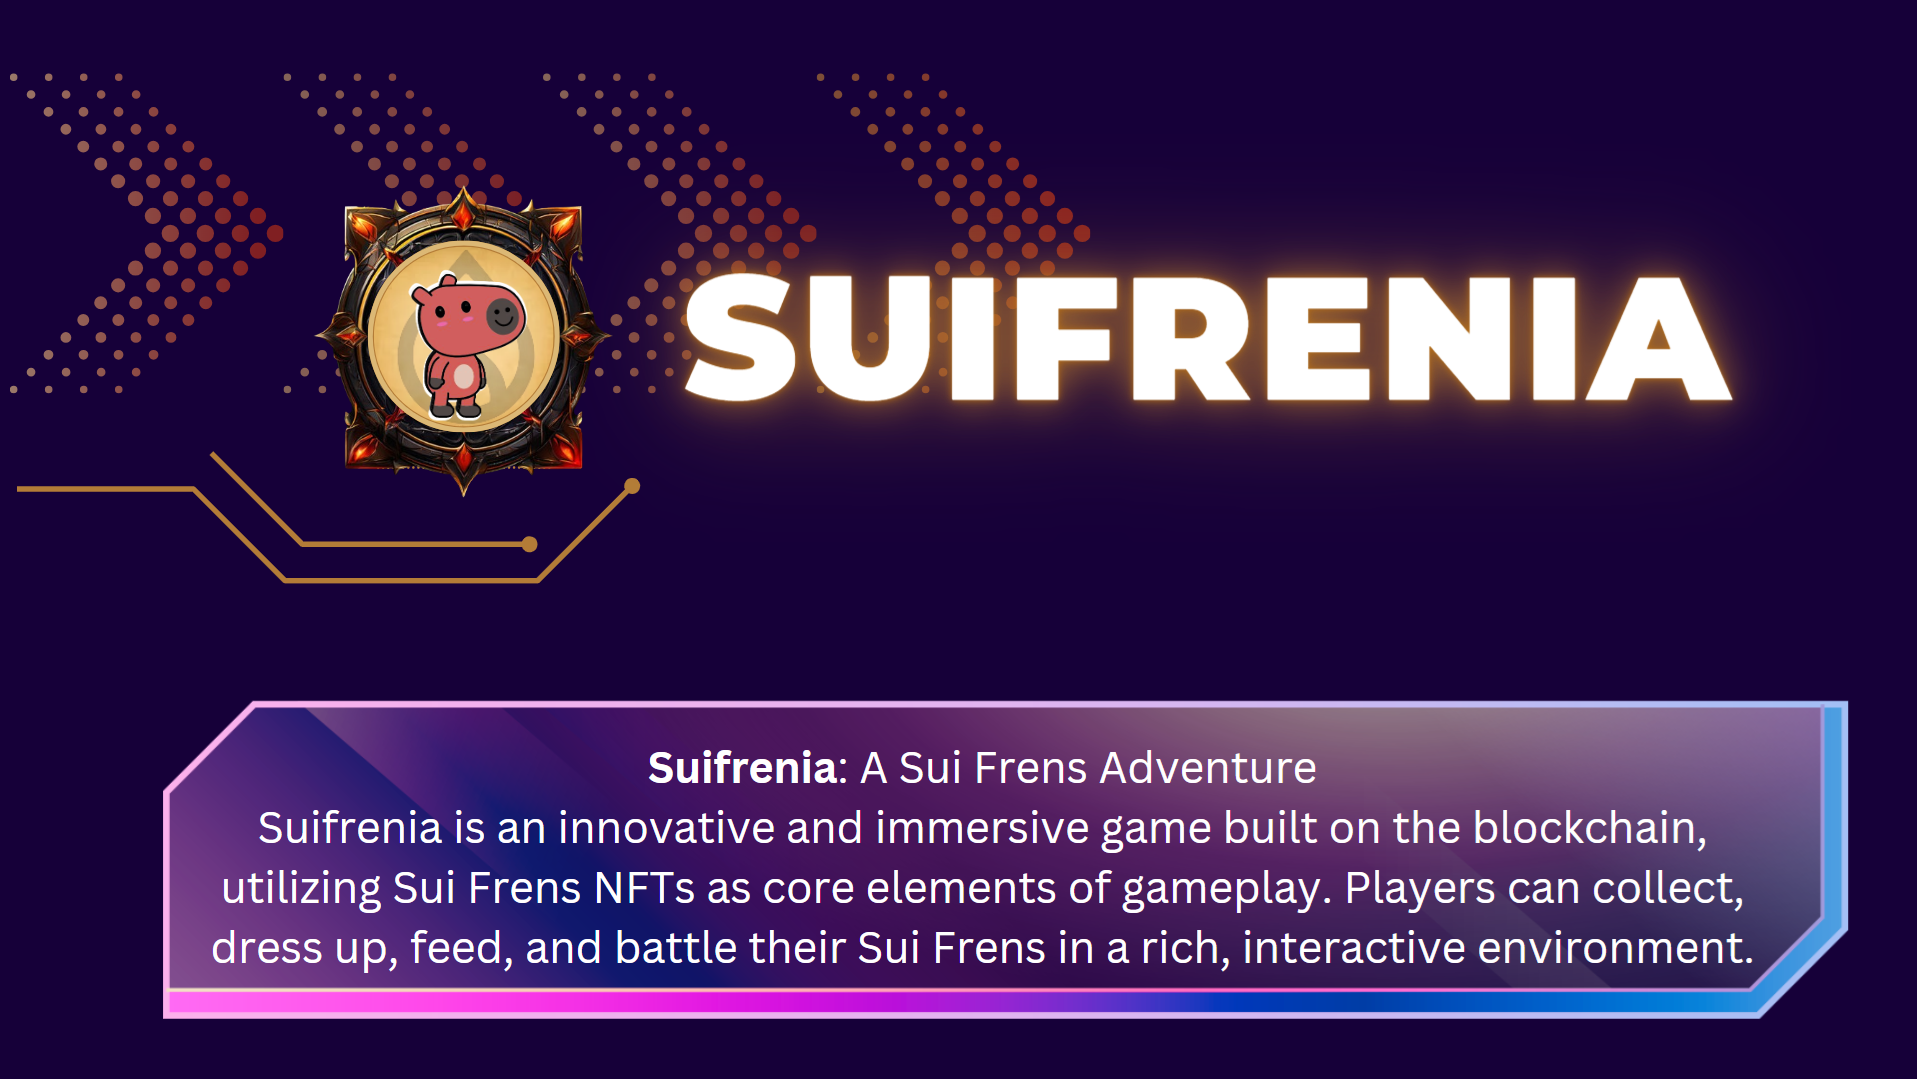 SUIFRENIA
Suifrenia: A Sui Frens Adventure
Suifrenia is an innovative and immersive game built on the blockchain,
utilizing Sui Frens NFTs as core elements of gameplay. Players can collect,
dress up, feed, and battle their Sui Frens in a rich, interactive environment.